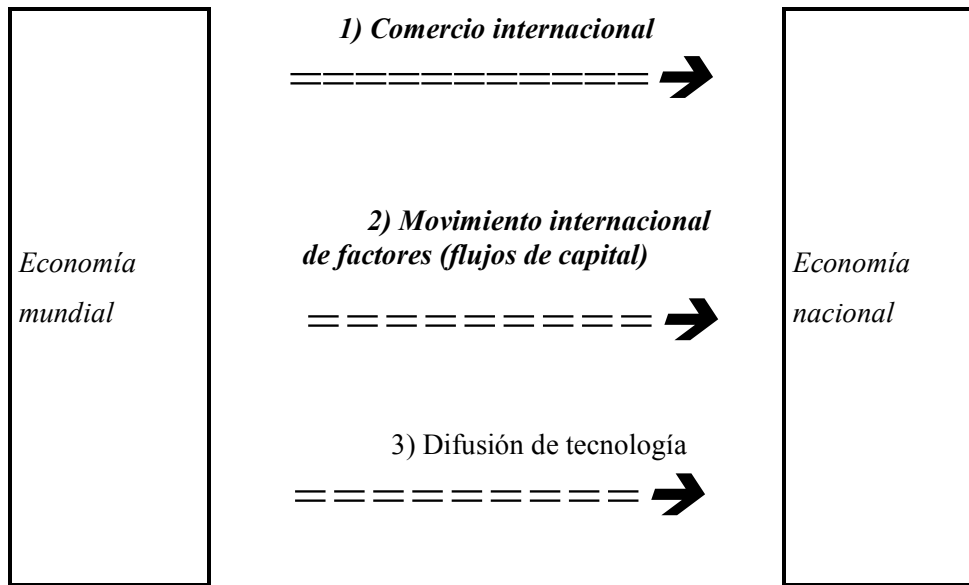 1) Comercio internacional
2) Movimiento internacional
de factores (flujos de capital)
Economía
mundial
Economía
nacional
3) Difusión de tecnología